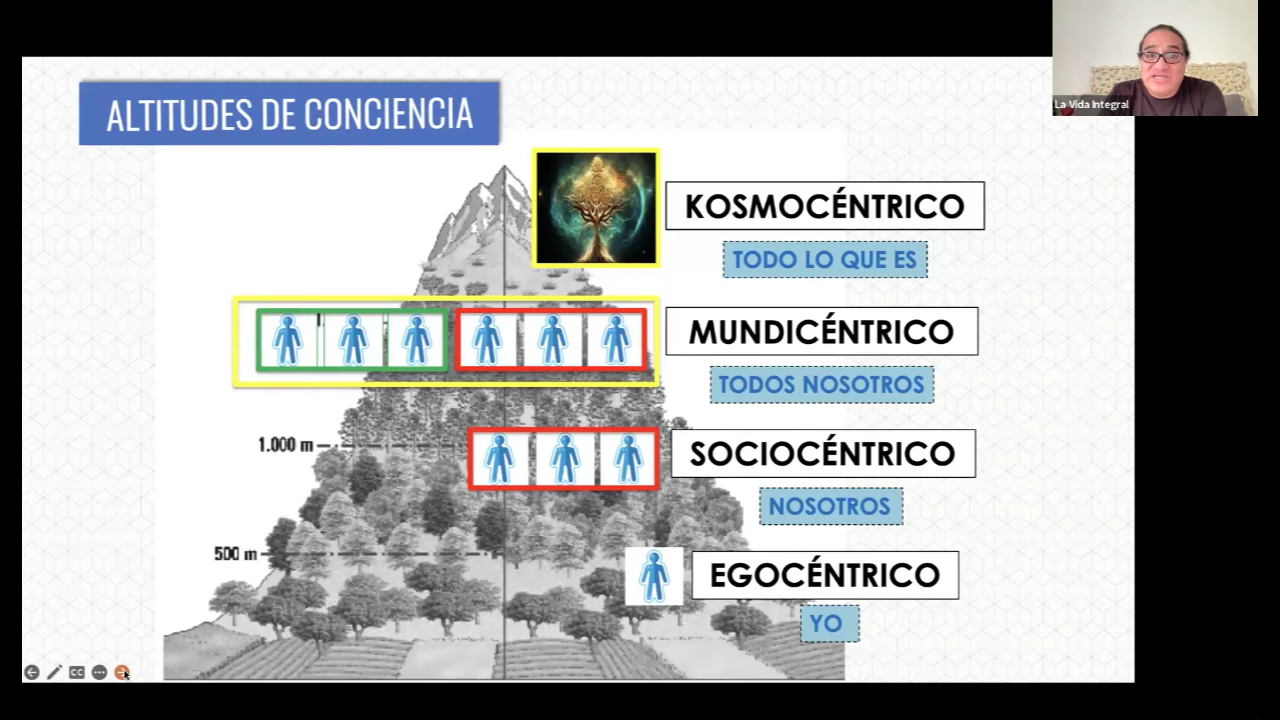 La Vida Integral
ALTITUDES DE CONCIENCIA
KOSMOCÉNTRICO
TODO LO QUE ES
MUNDICÉNTRICO
TODOS NOSOTROS
1.000 m
SOCIOCÉNTRICO
NOSOTROS
500 m
EGOCÉNTRICO
YO
CC